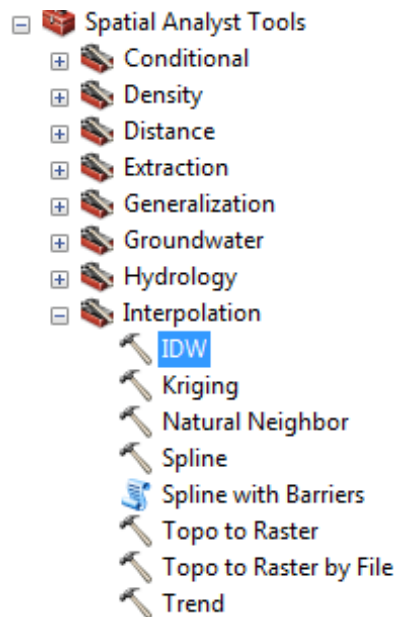 Spatial Analyst Tools
Conditional
Density
Distance
Extraction
Generalization
Groundwater
Hydrology
Interpolation
IDW
Kriging
Natural Neighbor
Spline
Spline with Barriers
Topo to Raster
Topo to Raster by File
Trend